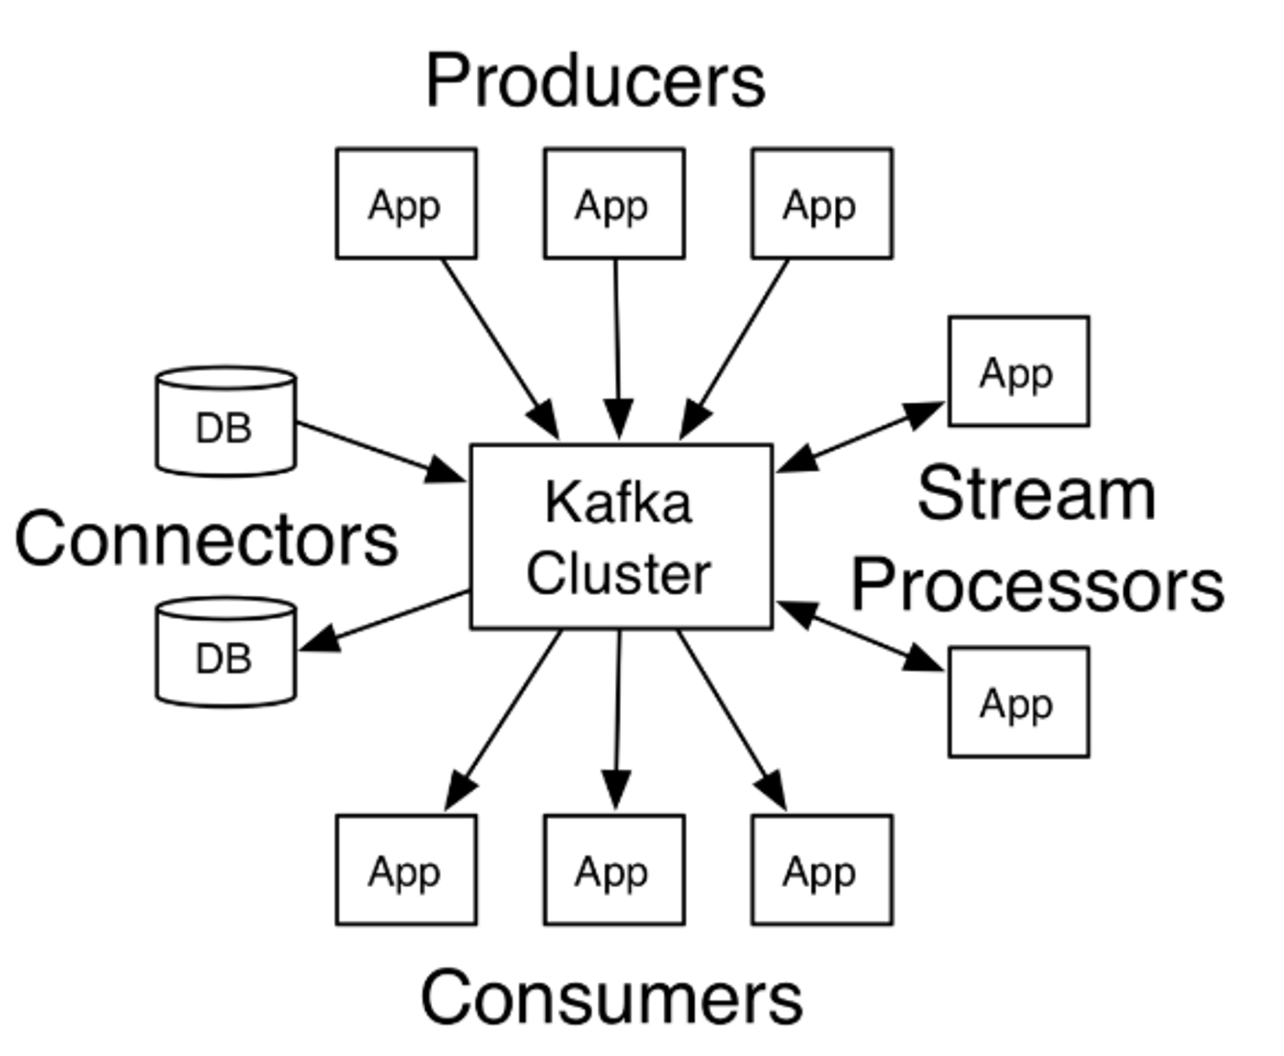 Producers
App
App
App
App
DB
Kafka
Cluster
Stream
Processors
Connectors
DB
App
App
App
App
Consumers